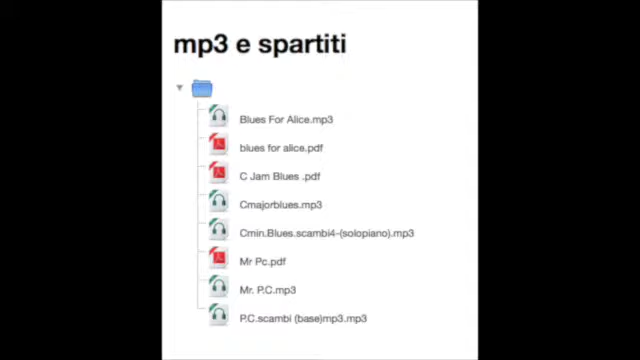 mp3 e spartiti
Blues For Alice.mp3
blues for alice.pdf
C Jam Blues .pdf
Cmajorblues.mp3
Cmin.Blues.scambi4-(solopiano).mp3
Mr Pc.pdf
Mr. P.C.mp3
P.C.scambi (base)mp3.mp3